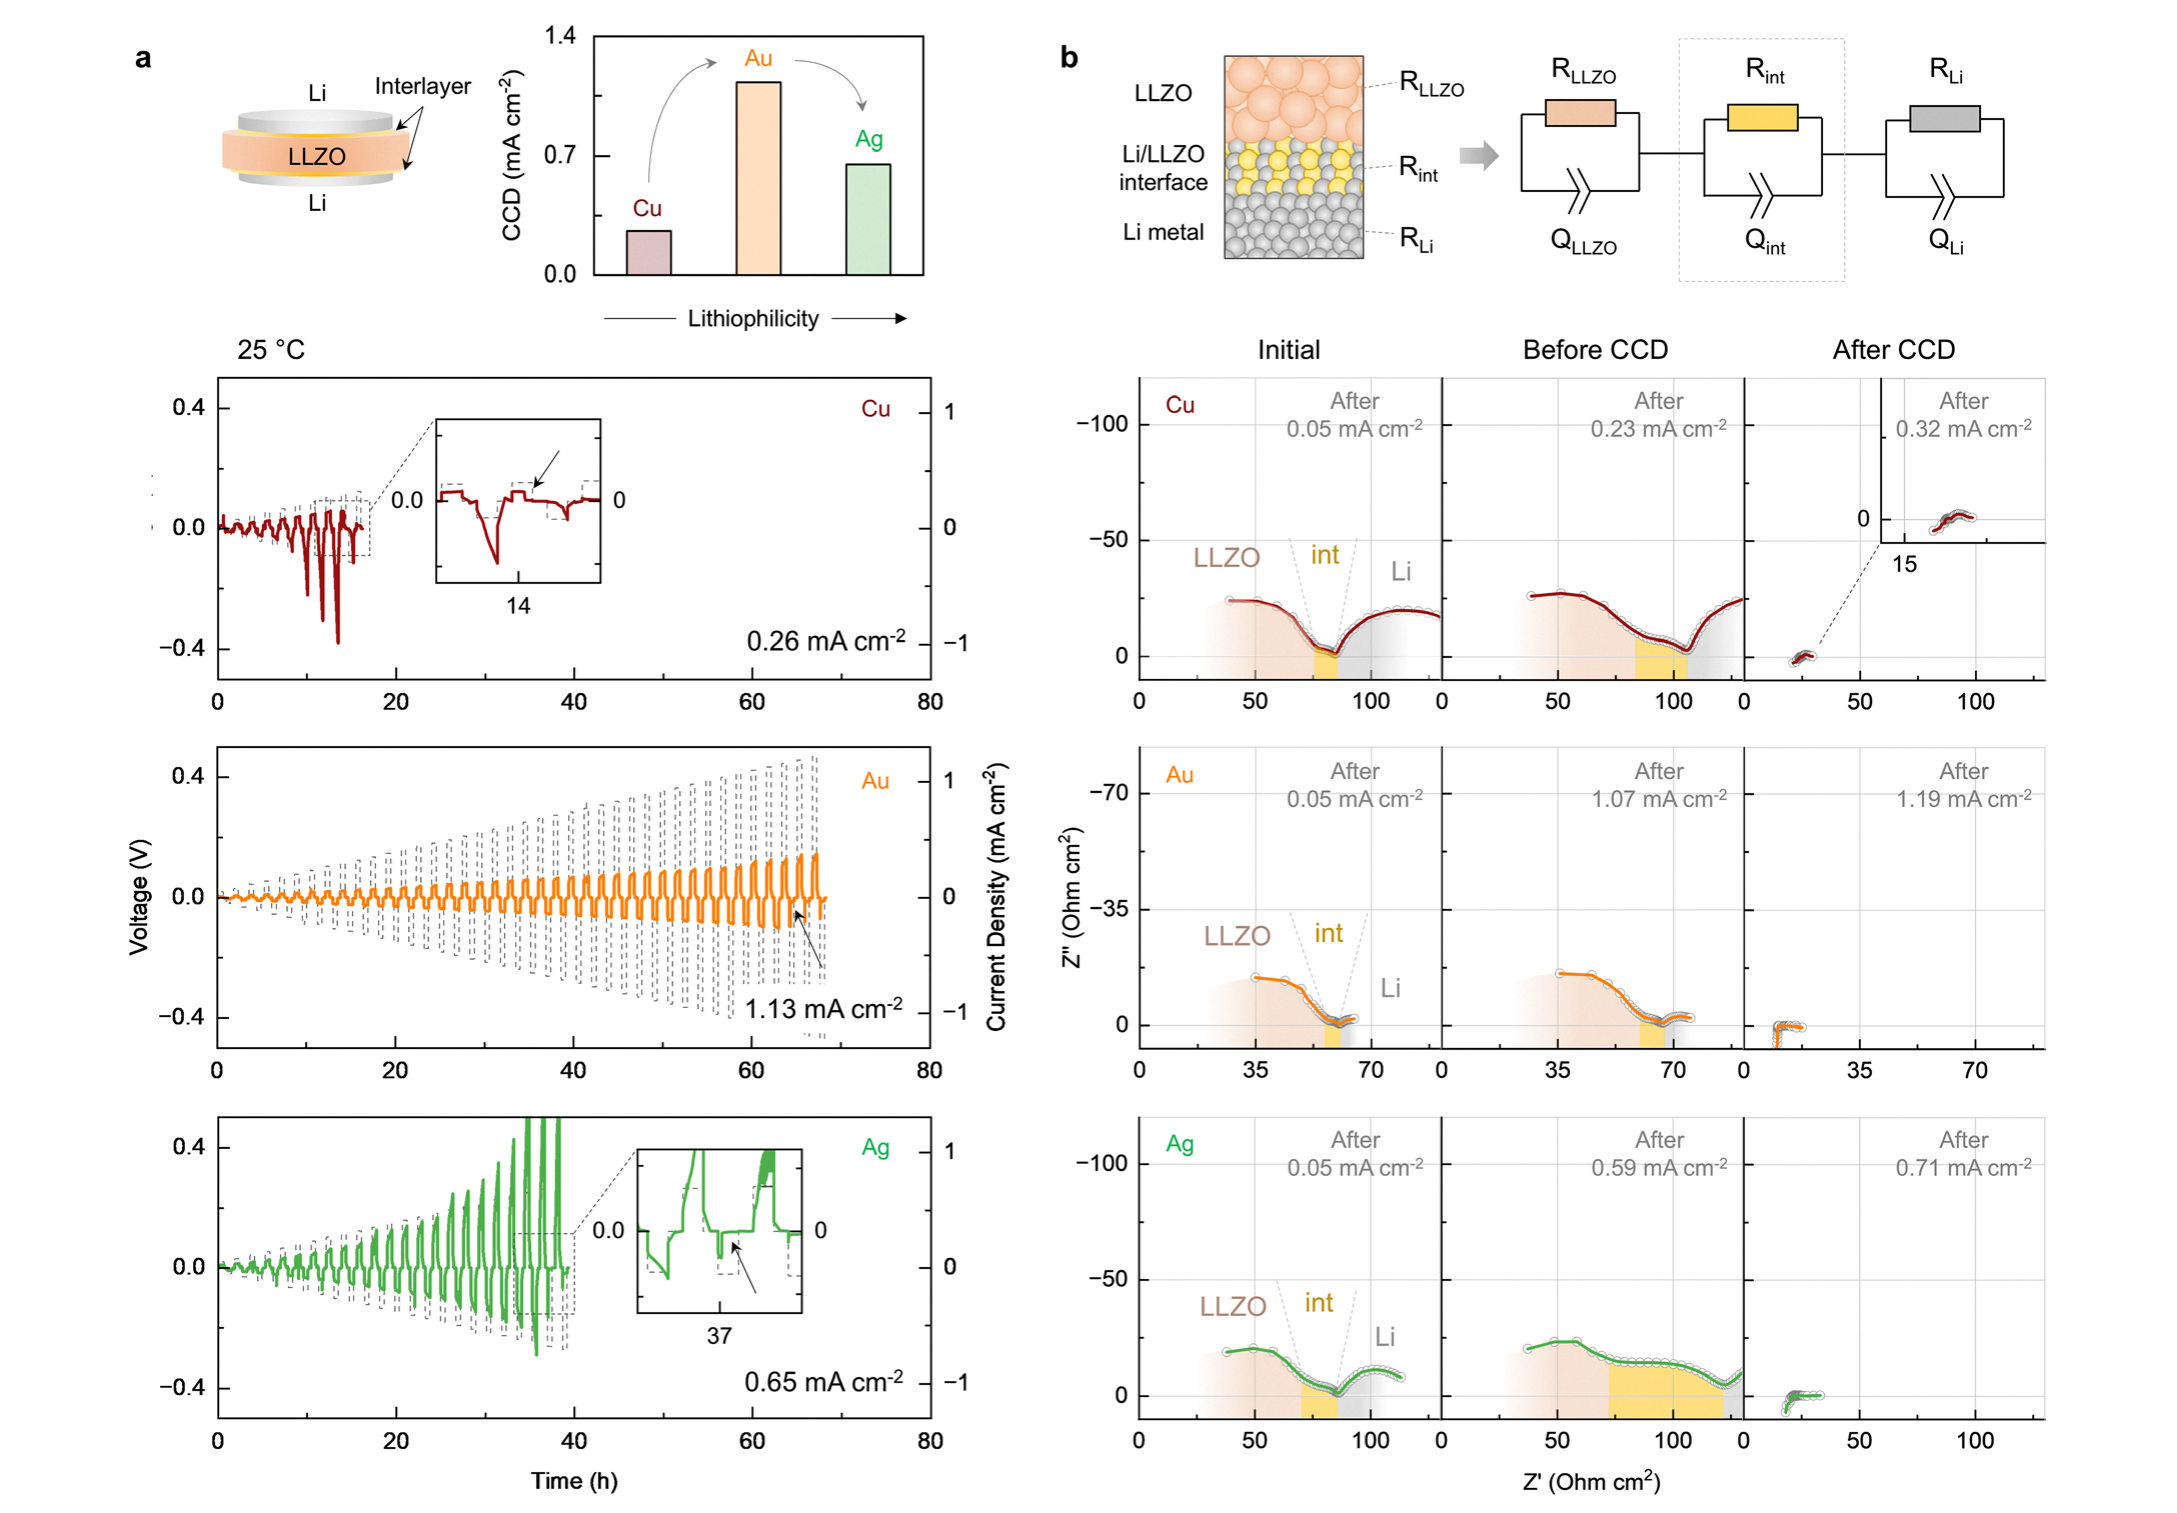 a
Li
Interlayer
LLZO
Li
CCD (mA cm-2)
1.4
0.7
0.0
Cu
Au
Ag
Lithiophilicity
25 °C
0.4
0.0
−0.4
Cu
1
0
−1
0.0
0
14
0.26 mA cm-2
0 20 40 60 80
Voltage (V)
0.4
0.0
−0.4
Au
1
0
−1
1.13 mA cm-2
Current Density (mA cm-2)
0 20 40 60 80
0.4
0.0
−0.4
Ag
1
0
−1
0.0
0
37
0.65 mA cm-2
0 20 40 60 80
Time (h)
b
LLZO
Li/LLZO
interface
Li metal
RLLZO
Rint
RLi
RLLZO
Rint
RLi
QLLZO
Qint
QLi
Initial
Before CCD
After CCD
Cu
After
0.05 mA cm-2
After
0.23 mA cm-2
After
0.32 mA cm-2
−100
−50
0
LLZO
int
Li
0
15
0 50 100 0 50 100 0 50 100
Z'' (Ohm cm2)
Au
After
0.05 mA cm-2
After
1.07 mA cm-2
After
1.19 mA cm-2
−70
−35
0
LLZO
int
Li
0 35 70 0 35 70 0 35 70
Ag
After
0.05 mA cm-2
After
0.59 mA cm-2
After
0.71 mA cm-2
−100
−50
0
LLZO
int
Li
0 50 100 0 50 100 0 50 100
Z' (Ohm cm2)